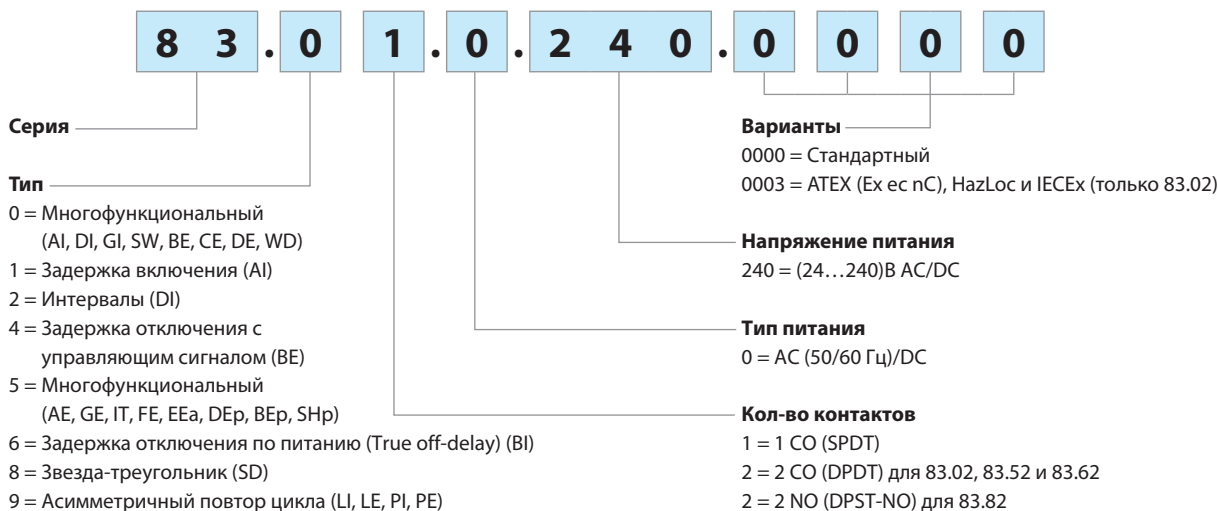 8 3 . 0 1 . 0 . 2 4 0 . 0 0 0 0
Серия
Тип
0 = Многофункциональный
(AI, DI, GI, SW, BE, CE, DE, WD)
1 = Задержка включения (AI)
2 = Интервалы (DI)
4 = Задержка отключения с
управляющим сигналом (BE)
5 = Многофункциональный
(AE, GE, IT, FE, EEa, DEp, BEp, SHp)
6 = Задержка отключения по питанию (True off-delay) (BI)
8 = Звезда-треугольник (SD)
9 = Асимметричный повтор цикла (LI, LE, PI, PE)
Варианты
0000 = Стандартный
0003 = ATEX (Ex ec nC), HazLoc и IECEx (только 83.02)
Напряжение питания
240 = (24…240)В AC/DC
Тип питания
0 = AC (50/60 Гц)/DC
Кол-во контактов
1 = 1 CO (SPDT)
2 = 2 CO (DPDT) для 83.02, 83.52 и 83.62
2 = 2 NO (DPST-NO) для 83.82